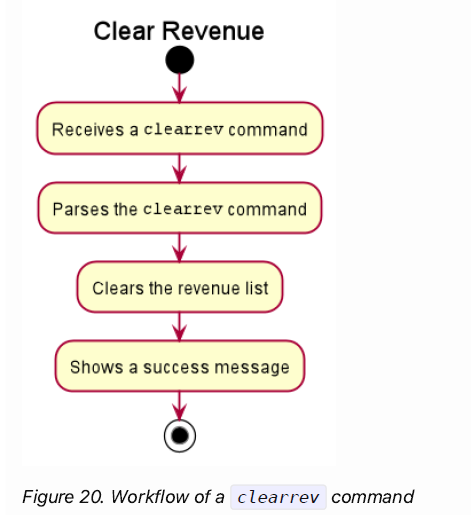 Clear Revenue
Receives a clearrev command
Parses the clearrev command
Clears the revenue list
Shows a success message
Figure 20. Workflow of a clearrev command